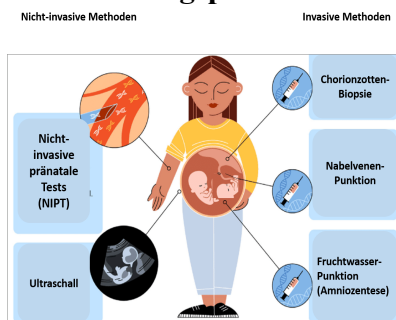 Nicht-invasive Methoden
Invasive Methoden
Nicht-
invasive
pränatale
Tests
(NIPT)
Ultraschall
Chorionzotten-
Biopsie
Nabelvenen-
Punktion
Fruchtwasser-
Punktion
(Amniozentese)